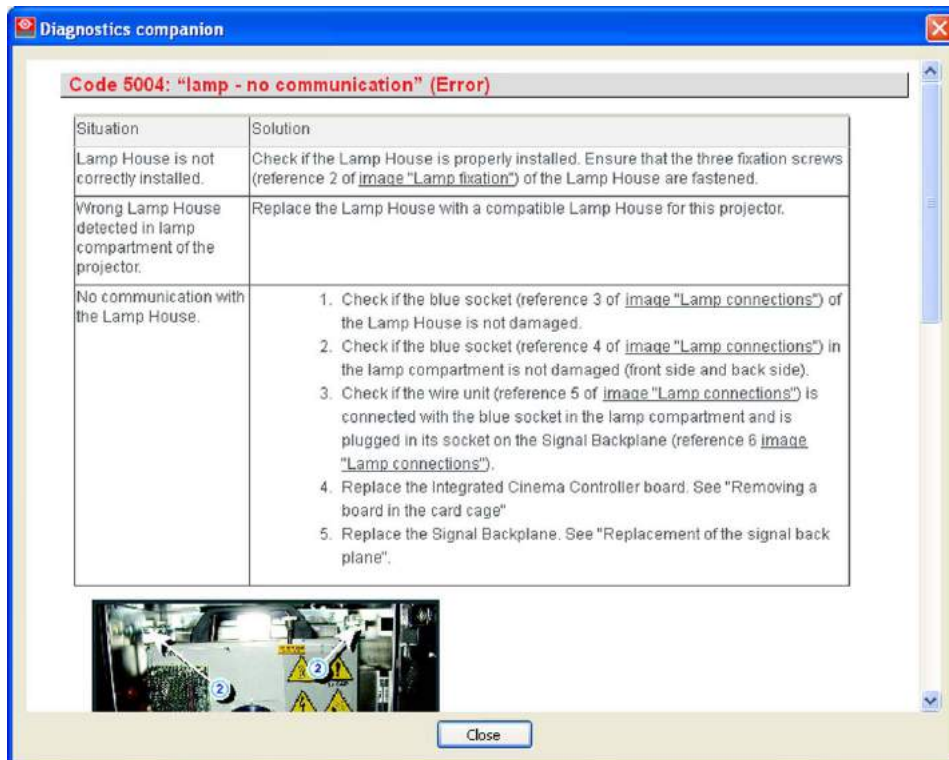 Diagnostics companion
Code 5004: “lamp - no communication” (Error)
Situation
Solution
Lamp House is not
correctly installed.
Check if the Lamp House is properly installed. Ensure that the three fixation screws
(reference 2 of image "Lamp fixation") of the Lamp House are fastened.
Wrong Lamp House
detected in lamp
compartment of the
projector.
Replace the Lamp House with a compatible Lamp House for this projector.
No communication with
the Lamp House.
1. Check if the blue socket (reference 3 of image "Lamp connections") of
the Lamp House is not damaged.
2. Check if the blue socket (reference 4 of image "Lamp connections") in
the lamp compartment is not damaged (front side and back side).
3. Check if the wire unit (reference 5 of image "Lamp connections") is
connected with the blue socket in the lamp compartment and is
plugged in its socket on the Signal Backplane (reference 6 image
"Lamp connections").
4. Replace the Integrated Cinema Controller board. See "Removing a
board in the card cage"
5. Replace the Signal Backplane. See "Replacement of the signal back
plane".
2
2
Close